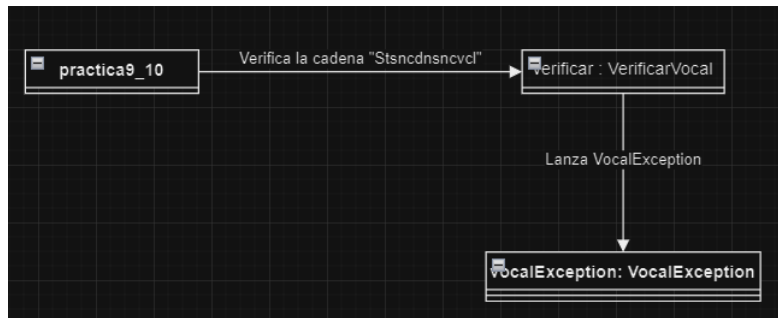 practica9_10
Verifica la cadena "Stsncdnsncvcl"
verificar : VerificarVocal
Lanza VocalException
vocalException: VocalException